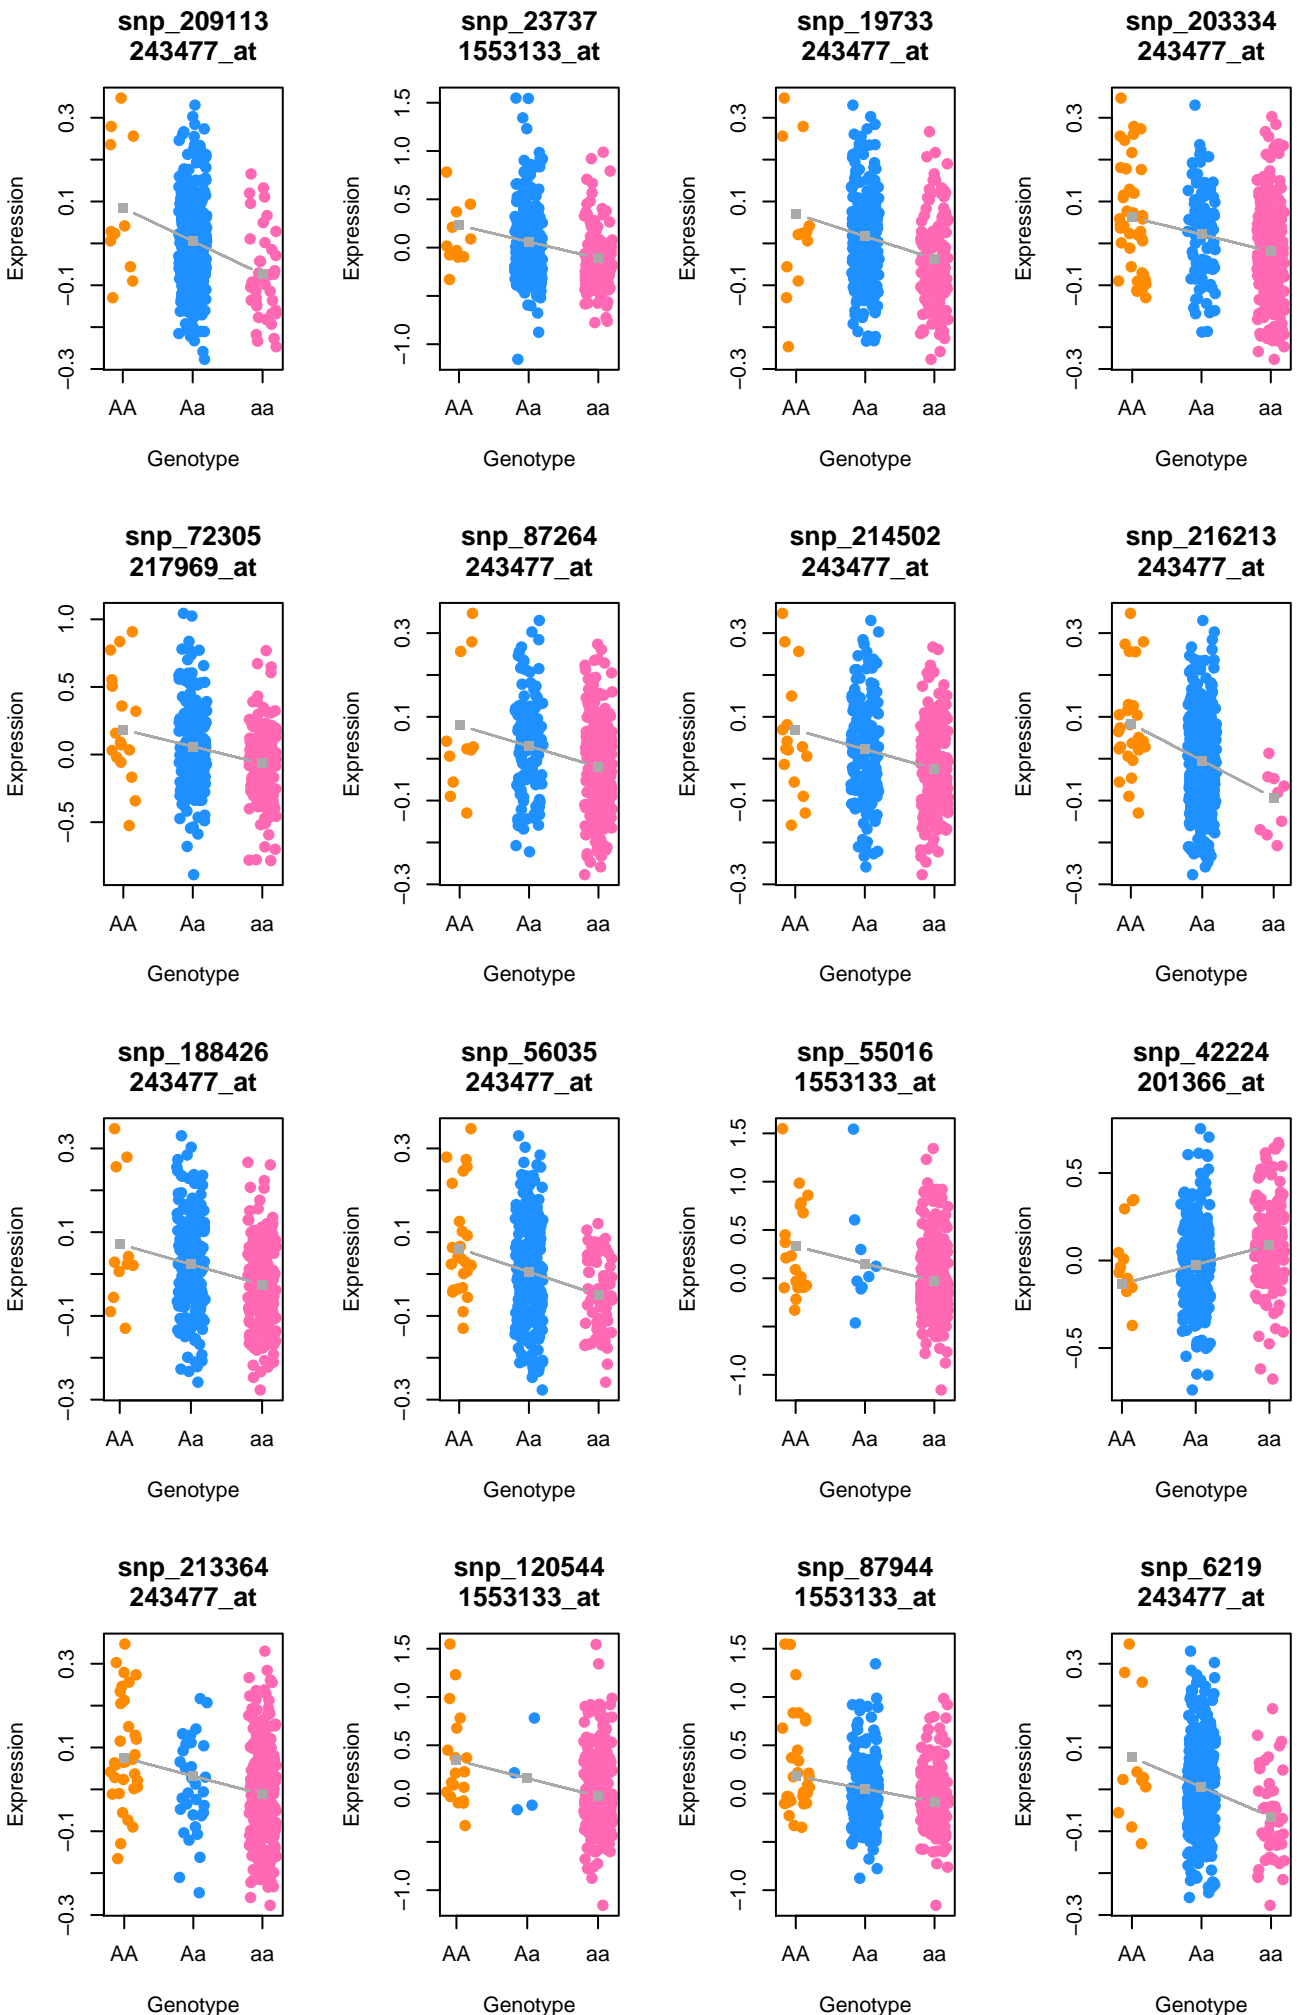 snp_209113
243477_at
Expression
0.3
0.1
−0.1
−0.3
AA
Aa
aa
Genotype
snp_23737
1553133_at
Expression
1.5
1.0
0.5
0.0
−1.0
AA
Aa
aa
Genotype
snp_19733
243477_at
Expression
0.3
0.1
−0.1
−0.3
AA
Aa
aa
Genotype
snp_203334
243477_at
Expression
0.3
0.1
−0.1
−0.3
AA
Aa
aa
Genotype
snp_72305
217969_at
Expression
1.0
0.5
0.0
−0.5
AA
Aa
aa
Genotype
snp_87264
243477_at
Expression
0.3
0.1
−0.1
−0.3
AA
Aa
aa
Genotype
snp_214502
243477_at
Expression
0.3
0.1
−0.1
−0.3
AA
Aa
aa
Genotype
snp_216213
243477_at
Expression
0.3
0.1
−0.1
−0.3
AA
Aa
aa
Genotype
snp_188426
243477_at
Expression
0.3
0.1
−0.1
−0.3
AA
Aa
aa
Genotype
snp_56035
243477_at
Expression
0.3
0.1
−0.1
−0.3
AA
Aa
aa
Genotype
snp_55016
1553133_at
Expression
1.5
1.0
0.5
0.0
−1.0
AA
Aa
aa
Genotype
snp_42224
201366_at
Expression
0.5
0.0
−0.5
AA
Aa
aa
Genotype
snp_213364
243477_at
Expression
0.3
0.1
−0.1
−0.3
AA
Aa
aa
Genotype
snp_120544
1553133_at
Expression
1.5
1.0
0.5
0.0
−1.0
AA
Aa
aa
Genotype
snp_87944
1553133_at
Expression
1.5
1.0
0.5
0.0
−1.0
AA
Aa
aa
Genotype
snp_6219
243477_at
Expression
0.3
0.1
−0.1
−0.3
AA
Aa
aa
Genotype